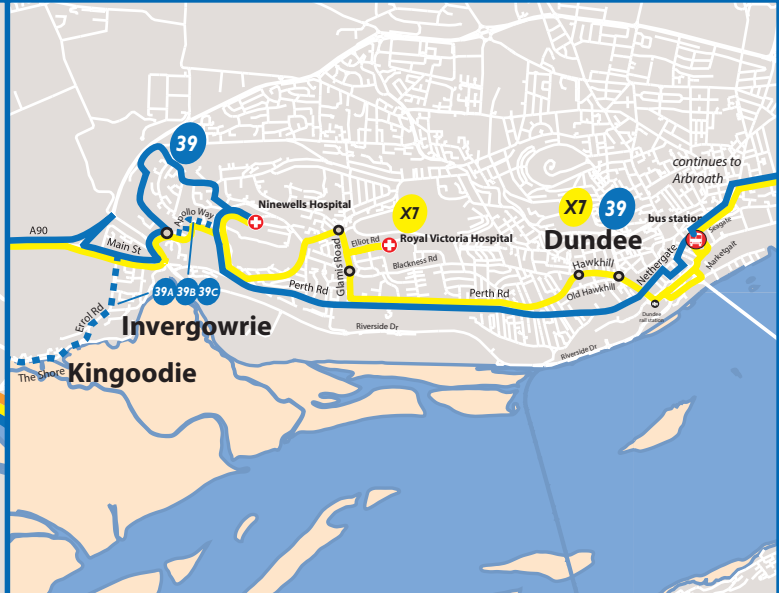 39
continues to
Arbroath
Ninewells Hospital
X7
X7
39
Apollo Way
bus station
Seagate
A90
Main St
Elliot Rd
Royal Victoria Hospital
Dundee
Glamis Road
Blackness Rd
Hawkhill
Nethergate
Marketgait
39A
39B
39C
Perth Rd
Perth Rd
Old Hawkhill
Errol Rd
Invergowrie
Riverside Dr
Dundee
rail station
Riverside Dr
The Shore
Kingoodie